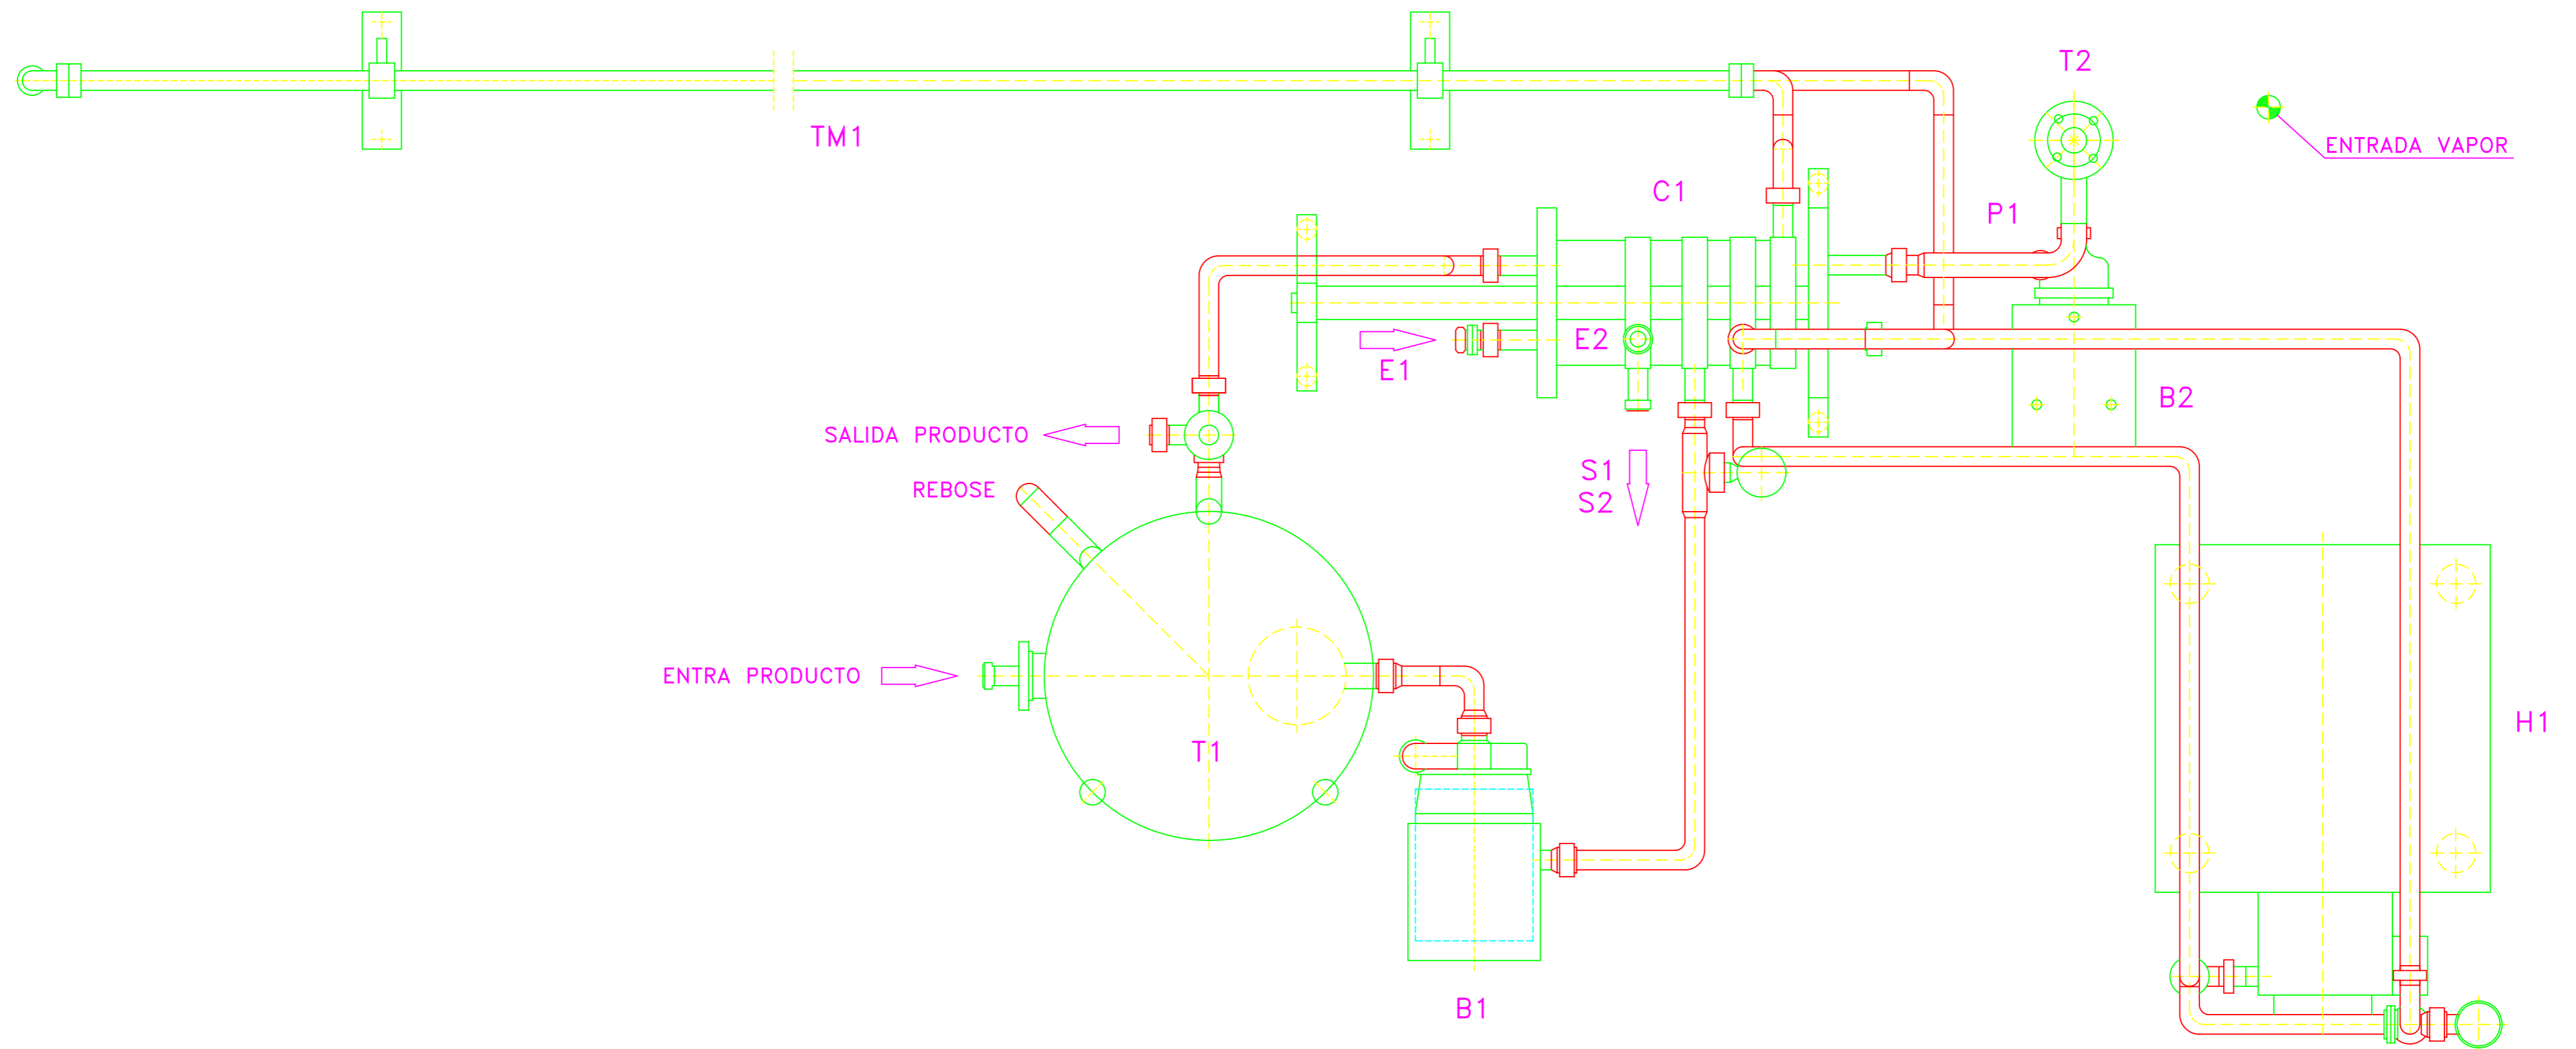 T2
TM1
ENTRADA VAPOR
C1
P1
E2
E1
B2
SALIDA PRODUCTO
S1
S2
REBOSE
ENTRA PRODUCTO
H1
T1
B1